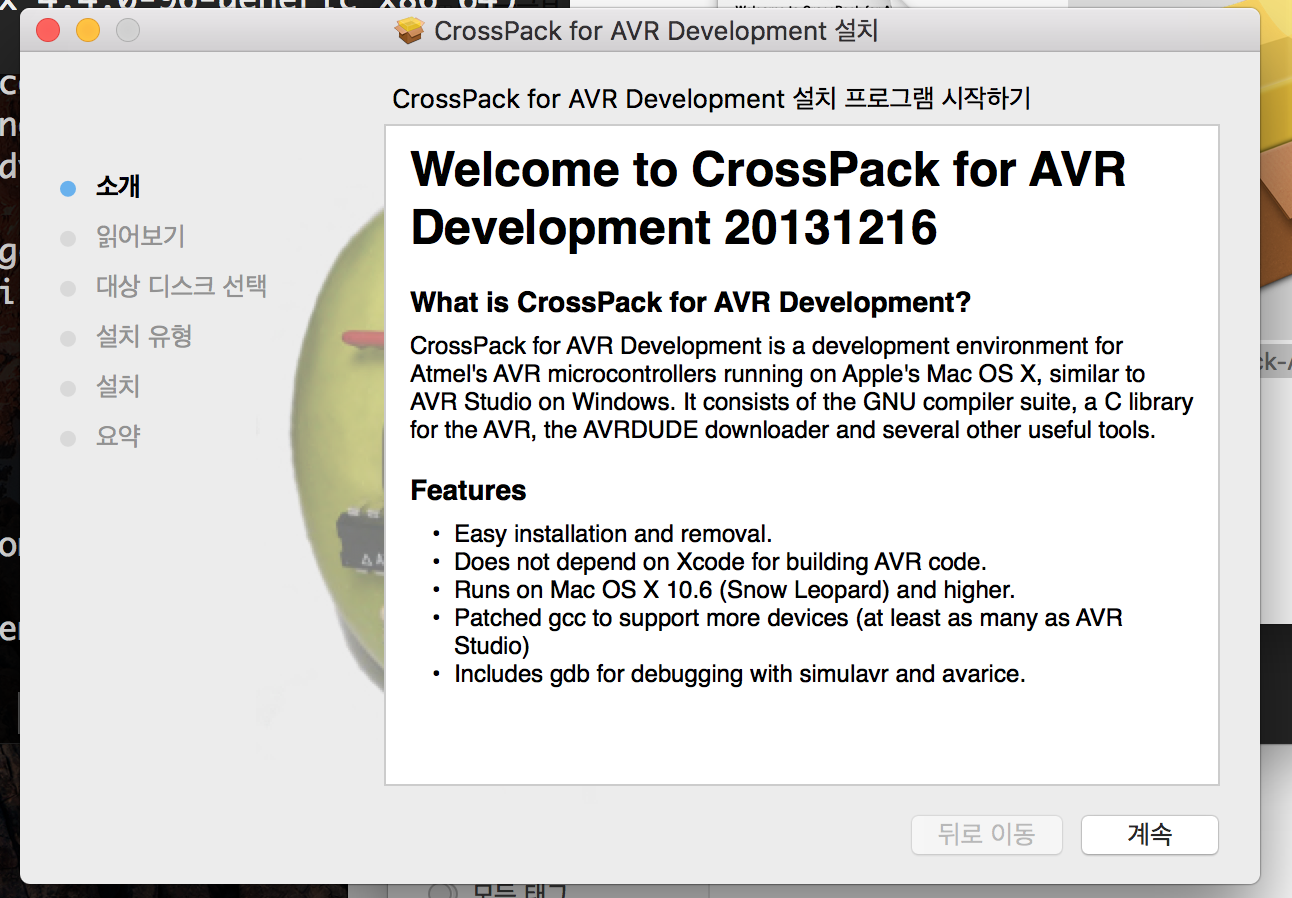 CrossPack for AVR Development 설치
CrossPack for AVR Development 설치 프로그램 시작하기
소개
읽어보기
대상 디스크 선택
설치 유형
설치
요약
Welcome to CrossPack for AVR
Development 20131216
What is CrossPack for AVR Development?
CrossPack for AVR Development is a development environment for
Atmel's AVR microcontrollers running on Apple's Mac OS X, similar to
AVR Studio on Windows. It consists of the GNU compiler suite, a C library
for the AVR, the AVRDUDE downloader and several other useful tools.
Features
• Easy installation and removal.
• Does not depend on Xcode for building AVR code.
• Runs on Mac OS X 10.6 (Snow Leopard) and higher.
• Patched gcc to support more devices (at least as many as AVR
Studio)
• Includes gdb for debugging with simulavr and avarice.
뒤로 이동
계속
모든 태그